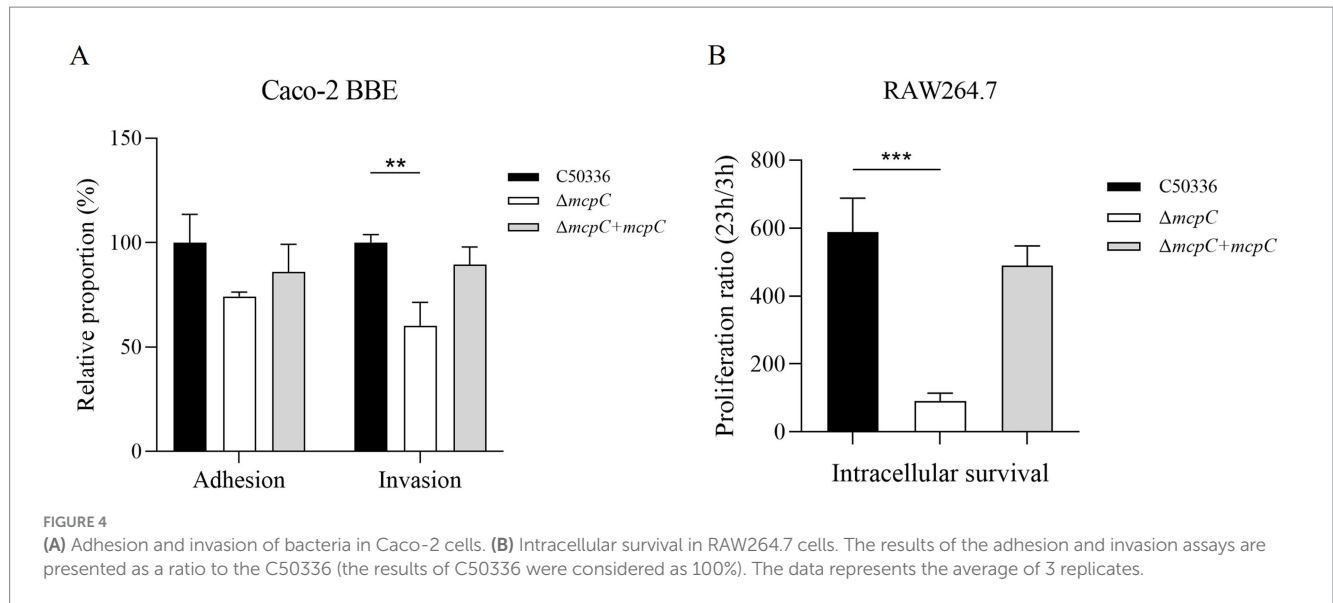 A
Caco-2 BBE
150
100
50
0
Relative proportion (%)
**
Adhesion
Invasion
C50336
ΔmcpC
ΔmcpC+mcpC
B
RAW264.7
800
600
400
200
0
Proliferation ratio (23h/3h)
***
Intracellular survival
C50336
ΔmcpC
ΔmcpC+mcpC
FIGURE 4
(A) Adhesion and invasion of bacteria in Caco-2 cells. (B) Intracellular survival in RAW264.7 cells. The results of the adhesion and invasion assays are
presented as a ratio to the C50336 (the results of C50336 were considered as 100%). The data represents the average of 3 replicates.